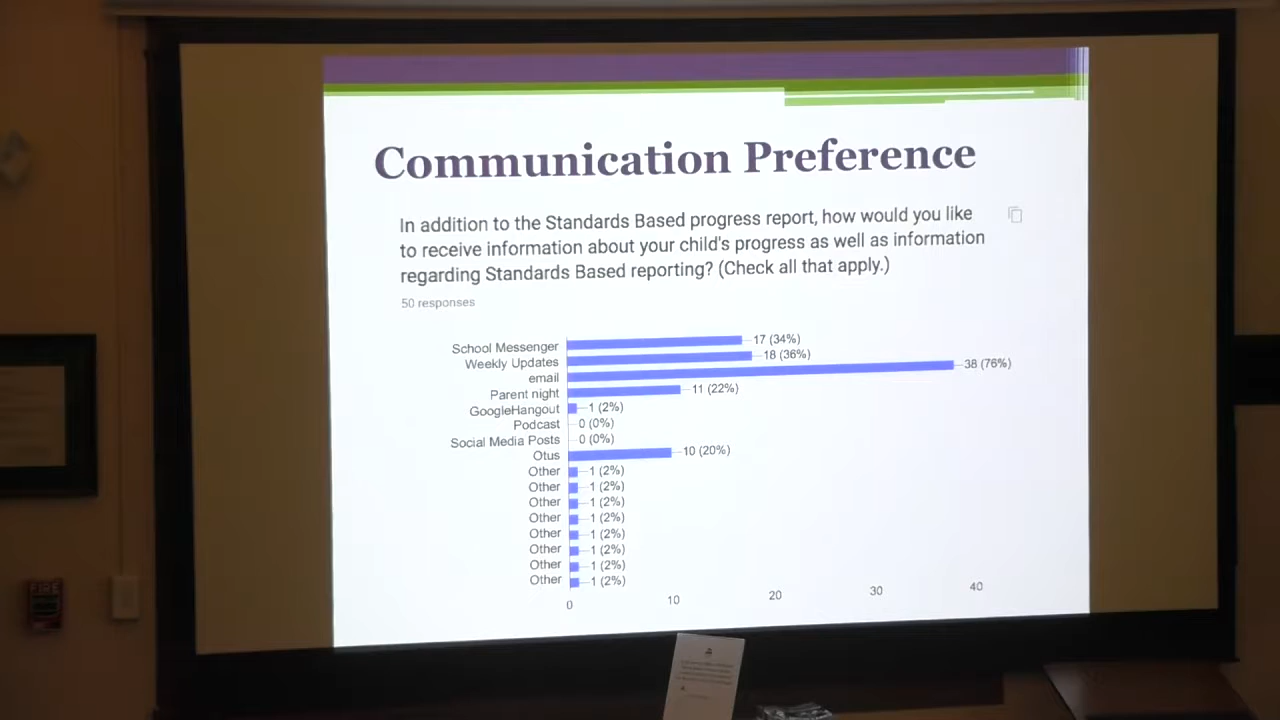 Communication Preference
In addition to the Standards Based progress report, how would you like
to receive information about your child's progress as well as information
regarding Standards Based reporting? (Check all that apply.)
50 responses
School Messenger 17 (34%)
Weekly Updates 18 (36%)
email 38 (76%)
Parent night 11 (22%)
GoogleHangout 1 (2%)
Podcast 0 (0%)
Social Media Posts 0 (0%)
Otus 10 (20%)
Other 1 (2%)
Other 1 (2%)
Other 1 (2%)
Other 1 (2%)
Other 1 (2%)
Other 1 (2%)
Other 1 (2%)
Other 1 (2%)
0 10 20 30 40
FIRE